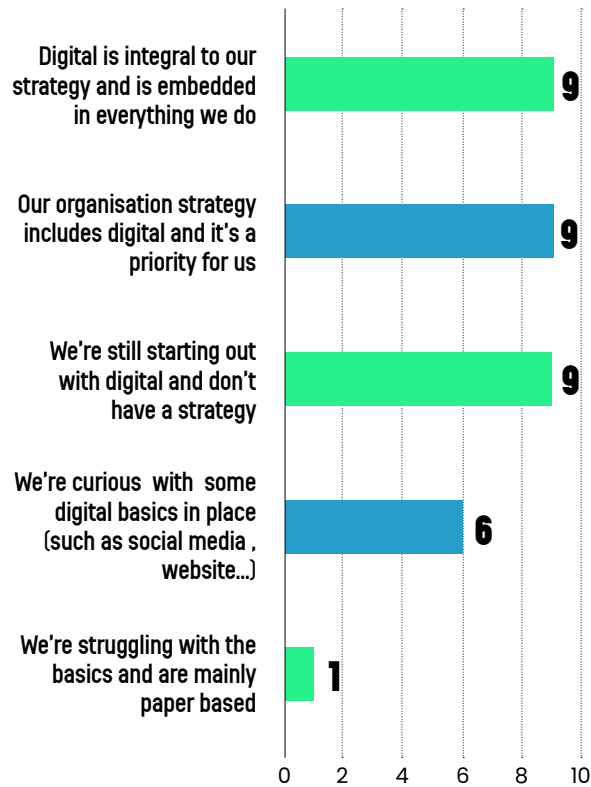 Digital is integral to our
strategy and is embedded
in everything we do
9
Our organisation strategy
includes digital and it's a
priority for us
9
We're still starting out
with digital and don't
have a strategy
9
We're curious with some
digital basics in place
(such as social media ,
website...)
6
We're struggling with the
basics and are mainly
paper based
1
0 2 4 6 8 10